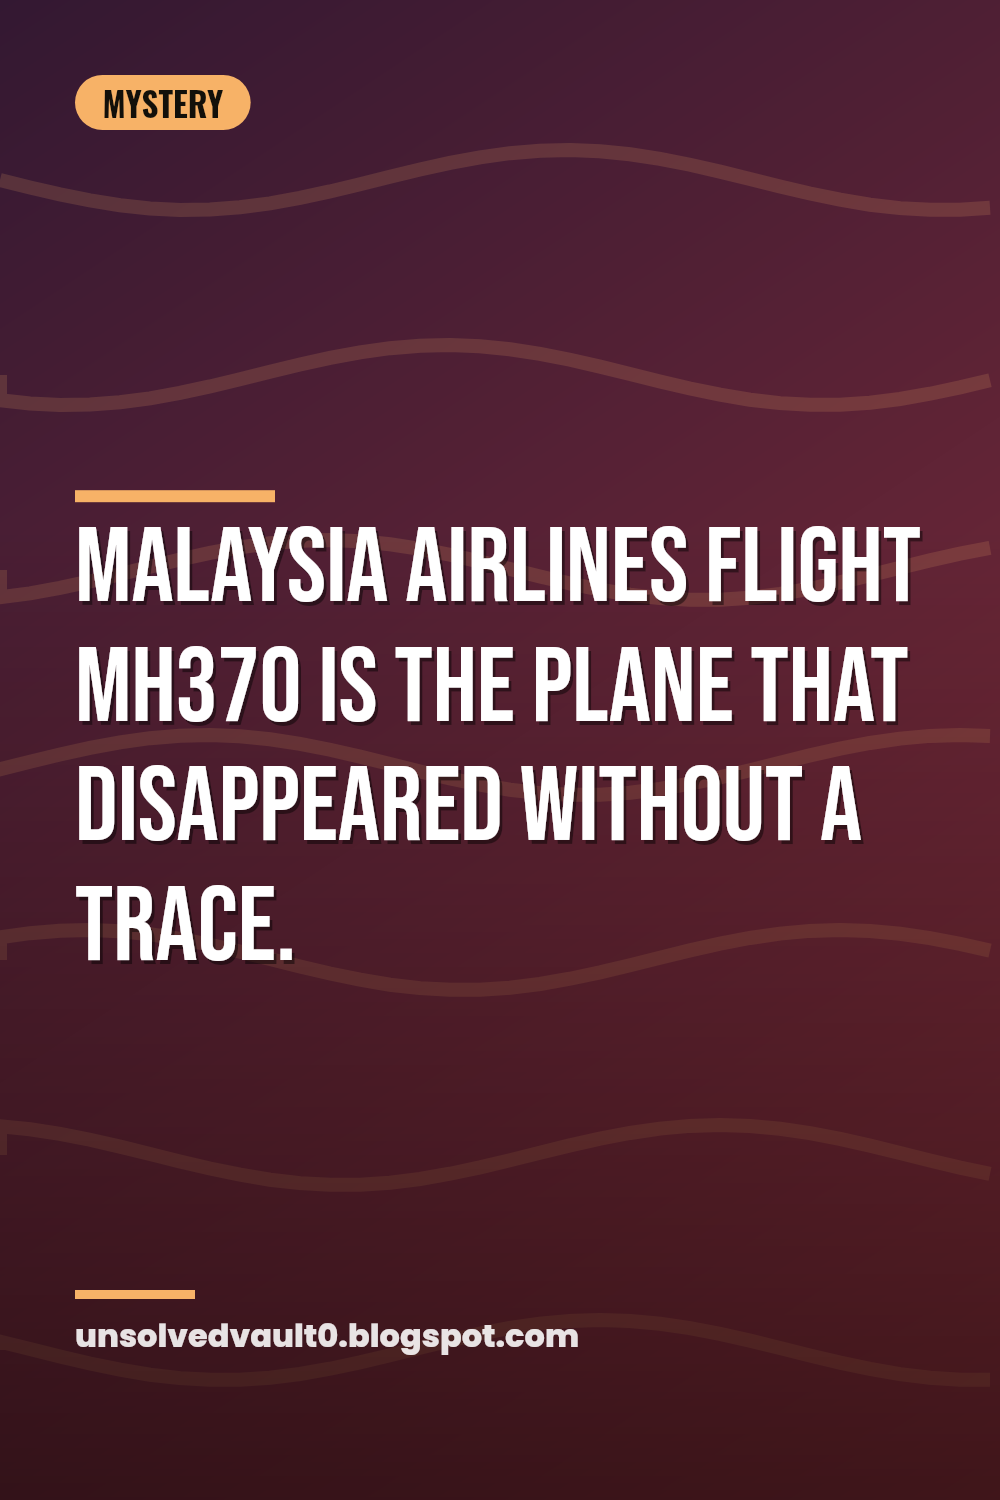 MYSTERY
MALAYSIA AIRLINES FLIGHT
MH370 IS THE PLANE THAT
DISAPPEARED WITHOUT A
TRACE.
unsolvedvault0.blogspot.com